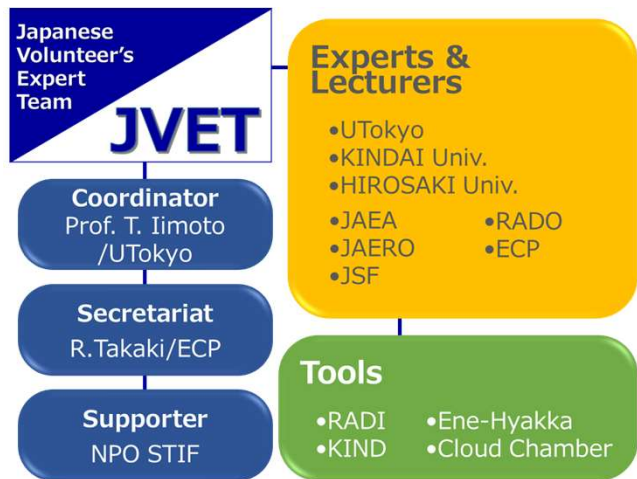 Japanese
Volunteer's
Expert
Team
JVET
Coordinator
Prof. T. Iimoto
/UTokyo
Secretariat
R.Takaki/ECP
Supporter
NPO STIF
Experts &
Lecturers
•UTokyo
•KINDAI Univ.
•HIROSAKI Univ.
•JAEA •RADO
•JAERO •ECP
•JSF
Tools
•RADI •Ene-Hyakka
•KIND •Cloud Chamber